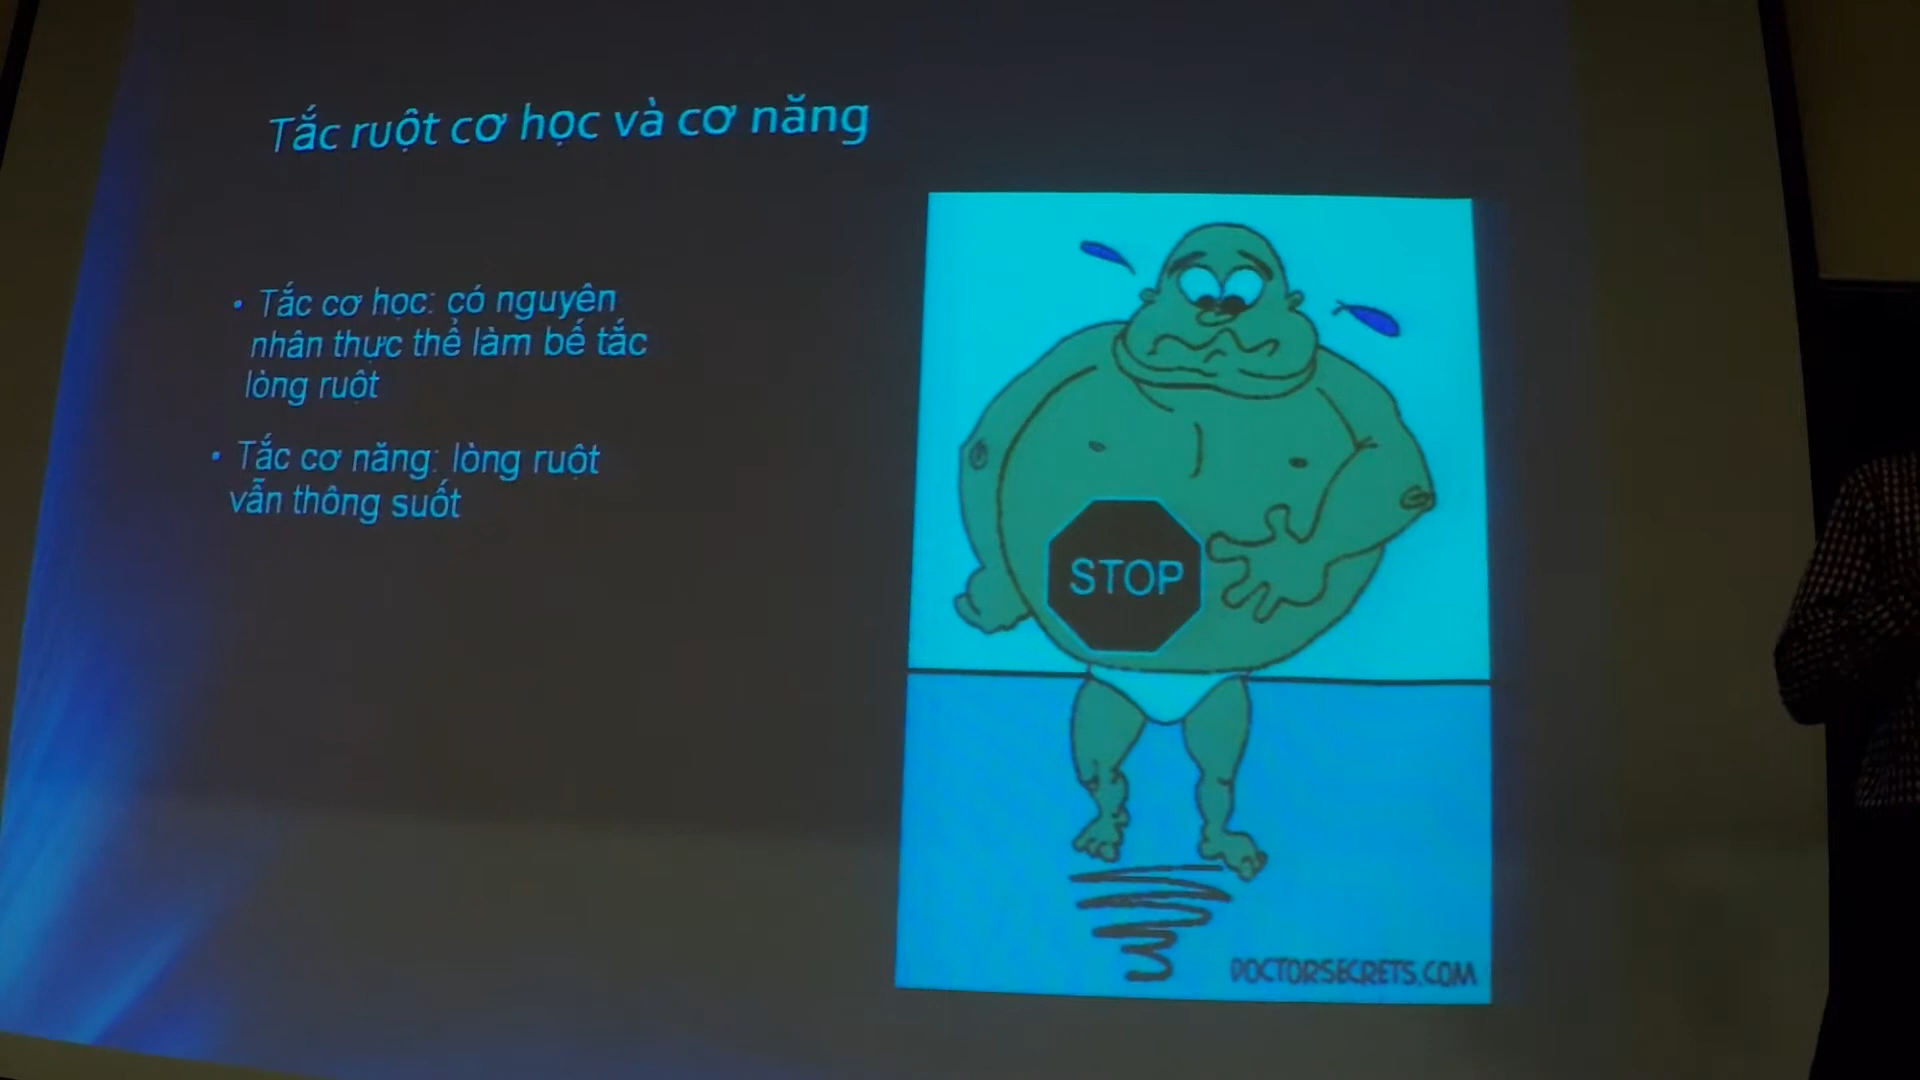 Tắc ruột cơ học và cơ năng
• Tắc cơ học: có nguyên
nhân thực thể làm bế tắc
lòng ruột
• Tắc cơ năng: lòng ruột
vẫn thông suốt
STOP
DOCTORSECRETS.COM